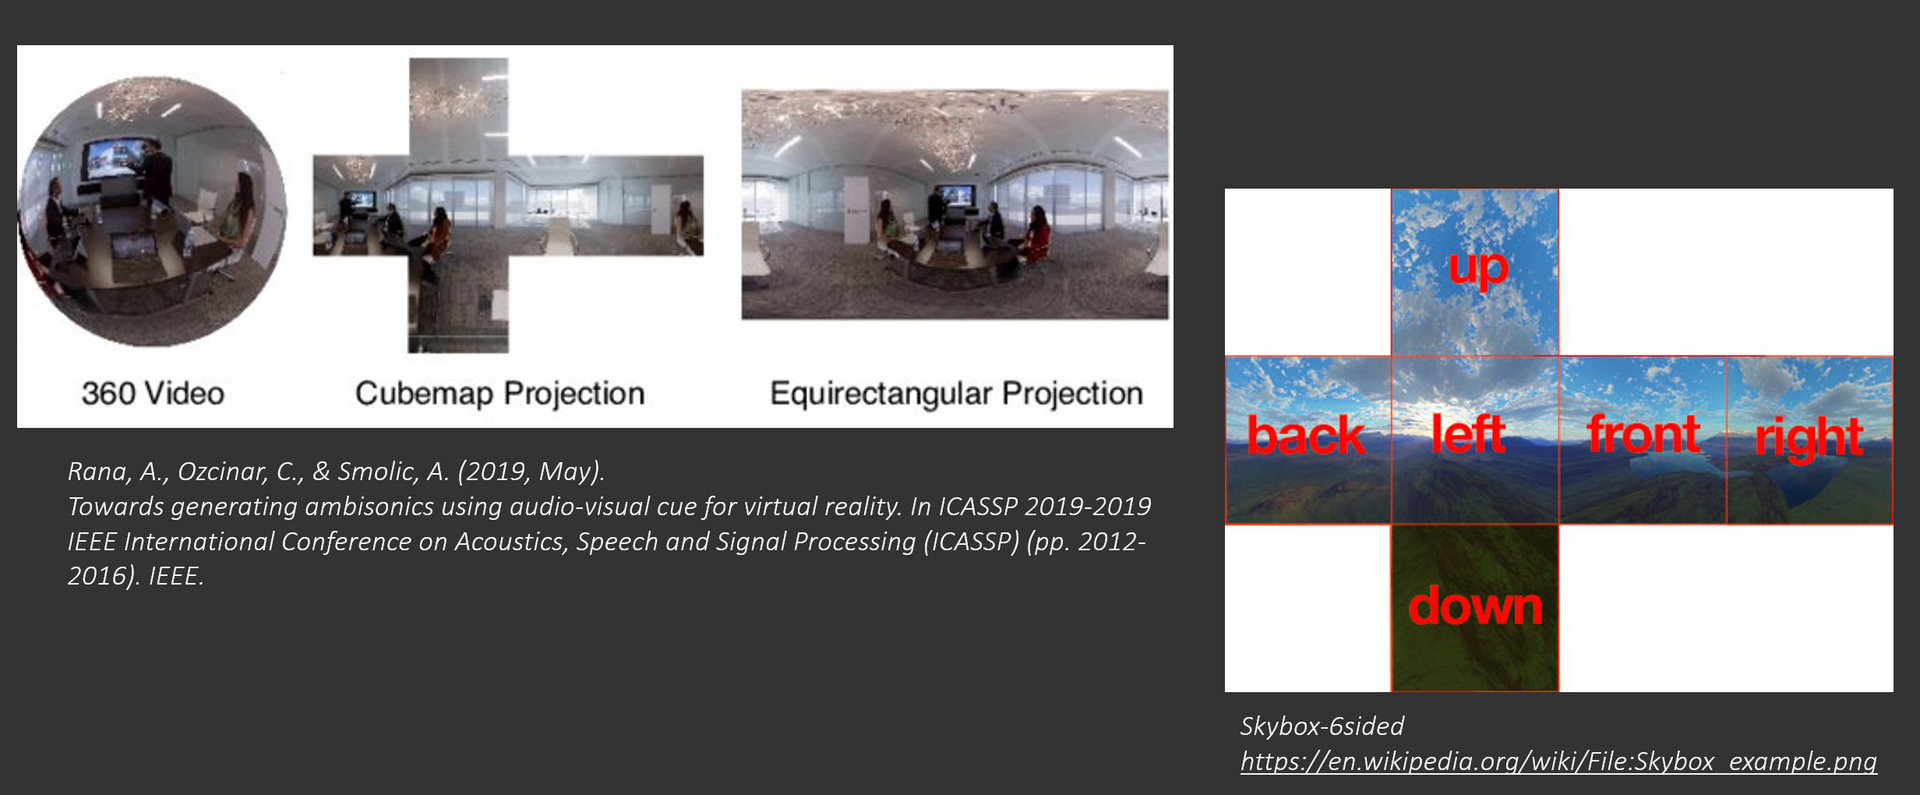 360 Video
Cubemap Projection
Equirectangular Projection
Rana, A., Ozcinar, C., & Smolic, A. (2019, May).
Towards generating ambisonics using audio-visual cue for virtual reality. In ICASSP 2019-2019
IEEE International Conference on Acoustics, Speech and Signal Processing (ICASSP) (pp. 2012-
2016). IEEE.
up
back left front right
down
Skybox-6sided
https://en.wikipedia.org/wiki/File:Skybox_example.png